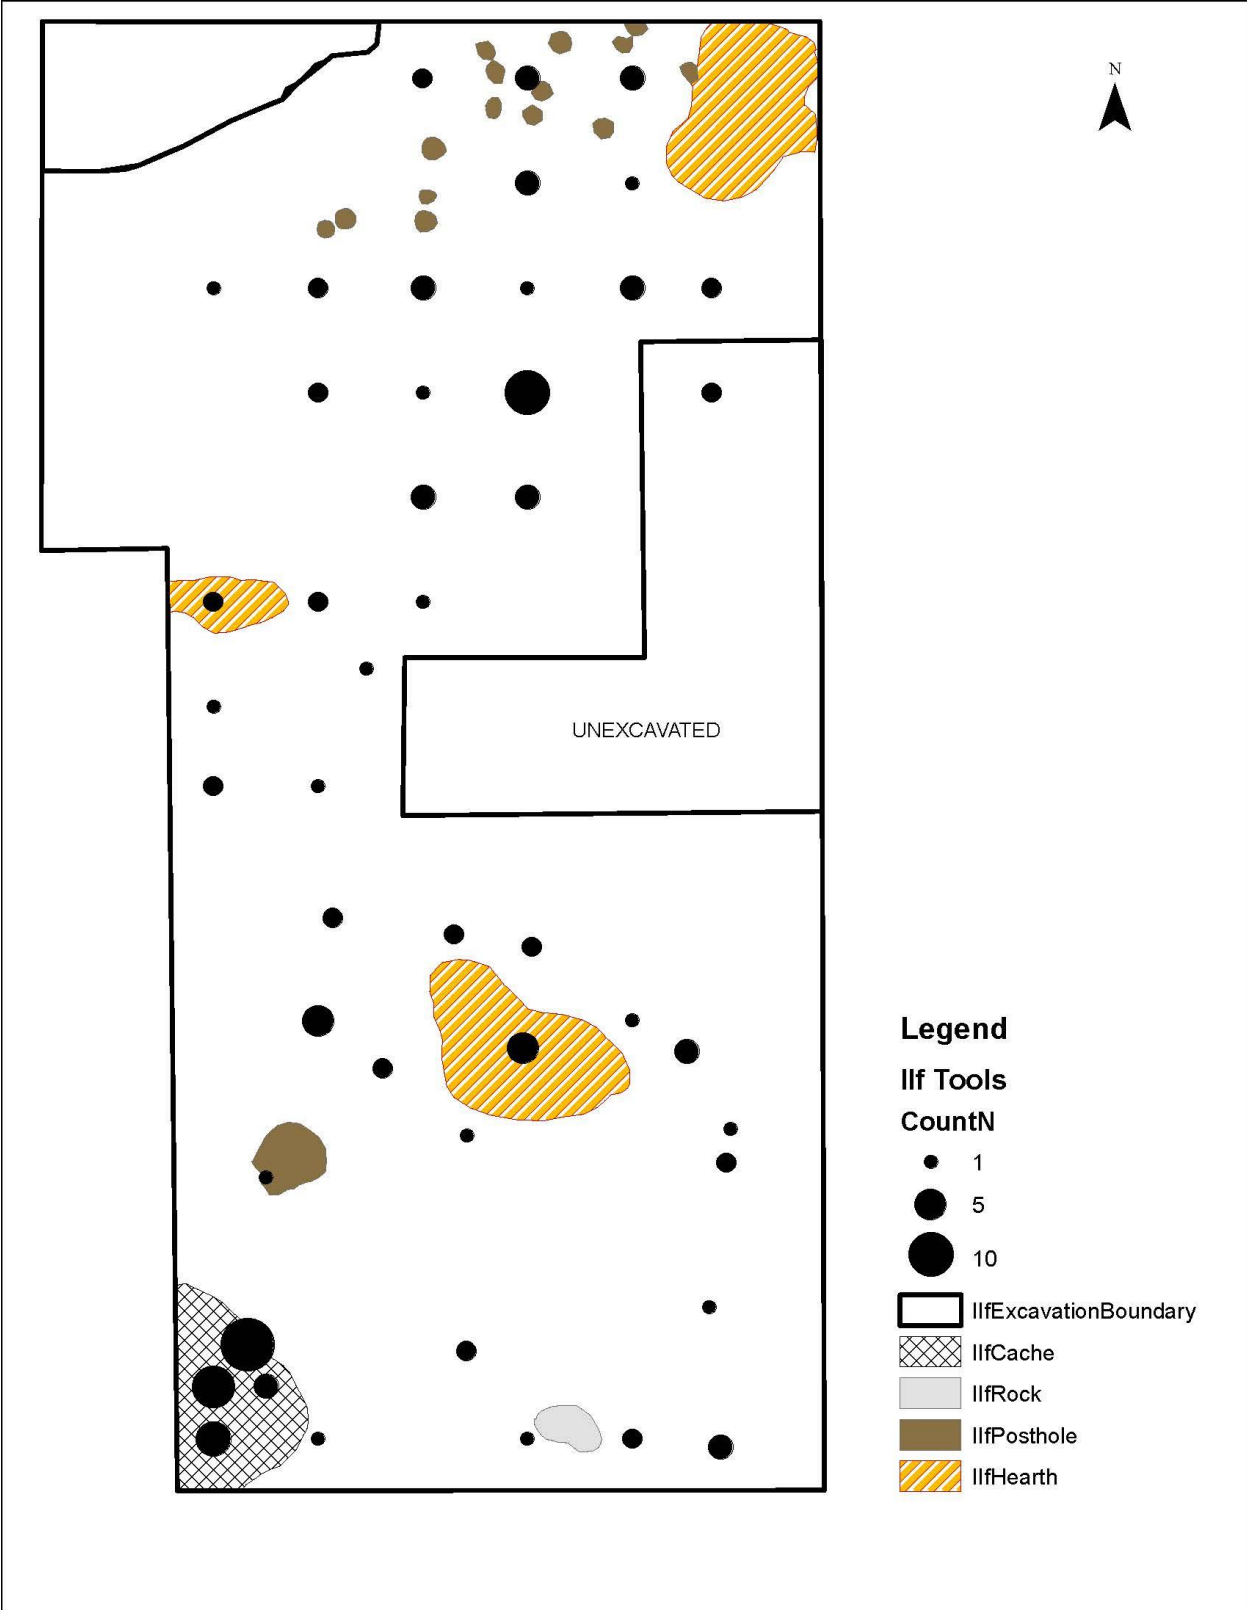 N
UNEXCAVATED
Legend
IIf Tools
CountN
1
5
10
IIfExcavationBoundary
IIfCache
IIfRock
IIfPosthole
IIfHearth